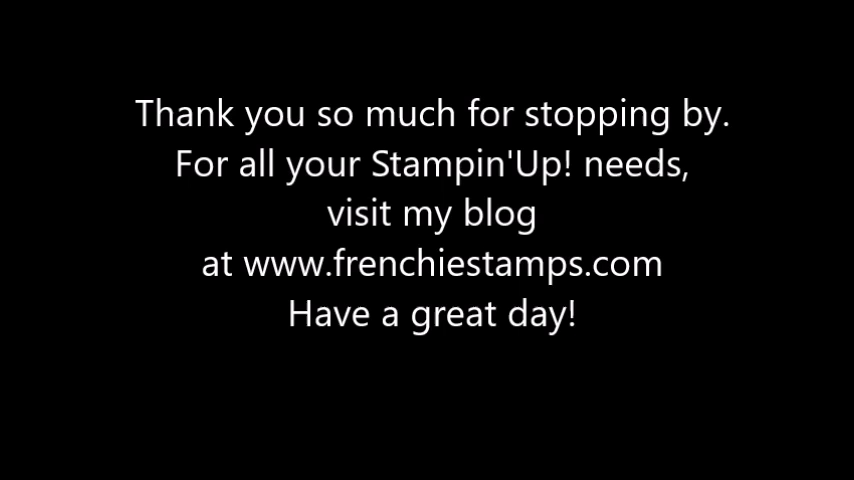 Thank you so much for stopping by.
For all your Stampin'Up! needs,
visit my blog
at www.frenchiestamps.com
Have a great day!